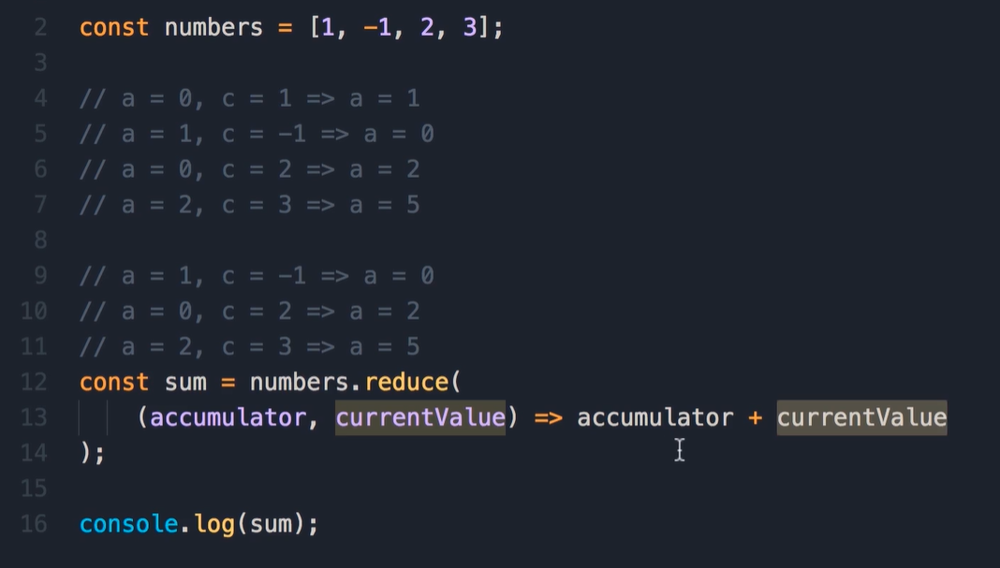 2 const numbers = [1, -1, 2, 3];
3
4 // a = 0, c = 1 => a = 1
5 // a = 1, c = -1 => a = 0
6 // a = 0, c = 2 => a = 2
7 // a = 2, c = 3 => a = 5
8
9 // a = 1, c = -1 => a = 0
10 // a = 0, c = 2 => a = 2
11 // a = 2, c = 3 => a = 5
12 const sum = numbers.reduce(
13     (accumulator, currentValue) => accumulator + currentValue
14 );
15
16 console.log(sum);